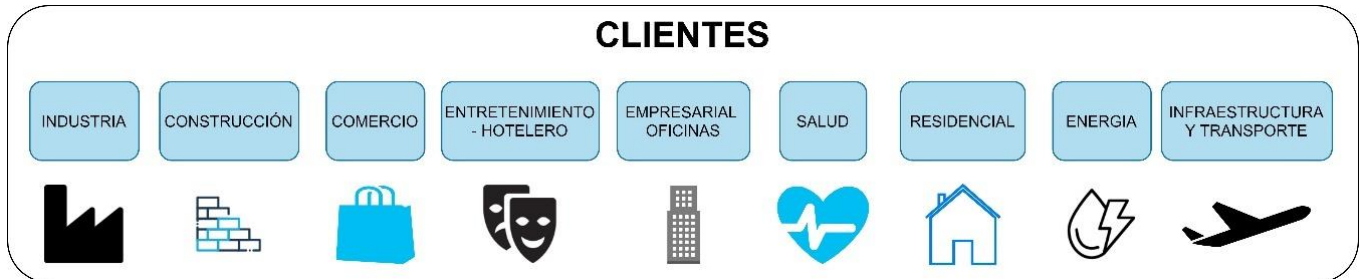 CLIENTES
INDUSTRIA
CONSTRUCCIÓN
COMERCIO
ENTRETENIMIENTO
- HOTELERO
EMPRESARIAL
OFICINAS
SALUD
RESIDENCIAL
ENERGIA
INFRAESTRUCTURA
Y TRANSPORTE